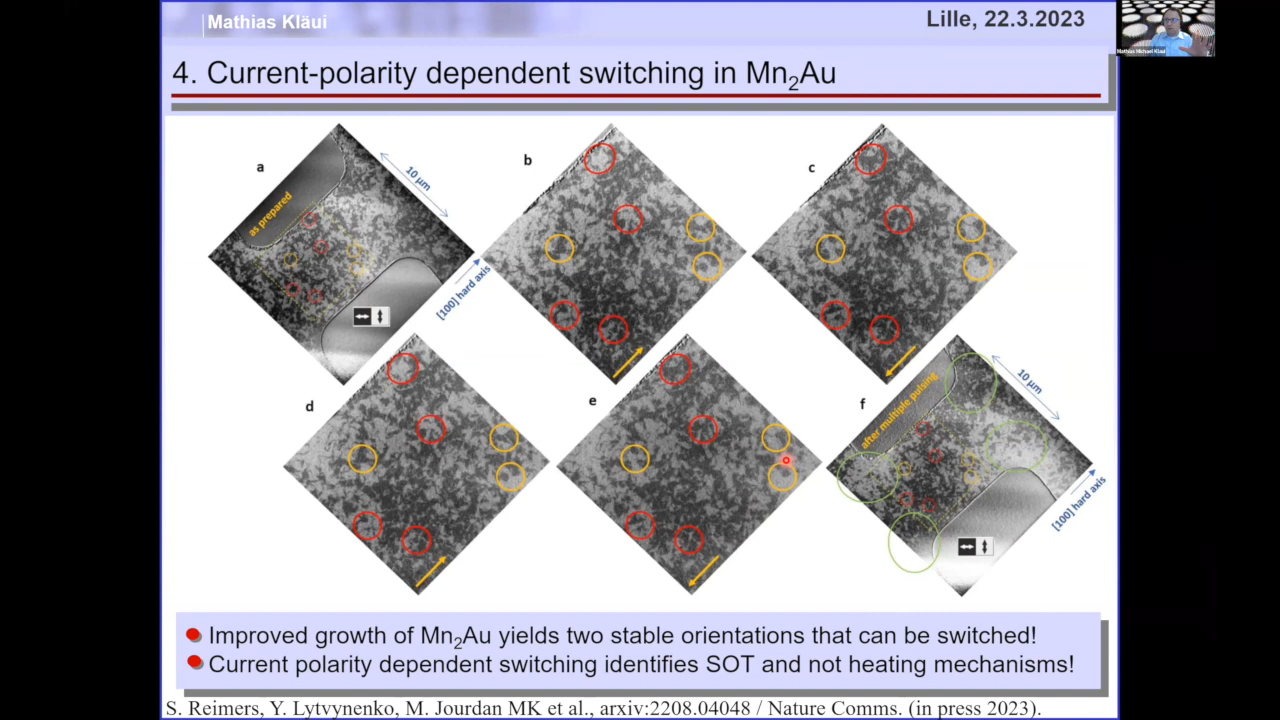 Mathias Kläui
Lille, 22.3.2023
Mathias Michael Kläui
4. Current-polarity dependent switching in Mn₂Au
a
as prepared
10 μm
[100] hard axis
b
c
d
e
f
after multiple pulsing
10 μm
[100] hard axis
Improved growth of Mn₂Au yields two stable orientations that can be switched!
Current polarity dependent switching identifies SOT and not heating mechanisms!
S. Reimers, Y. Lytvynenko, M. Jourdan MK et al., arxiv:2208.04048 / Nature Comms. (in press 2023).